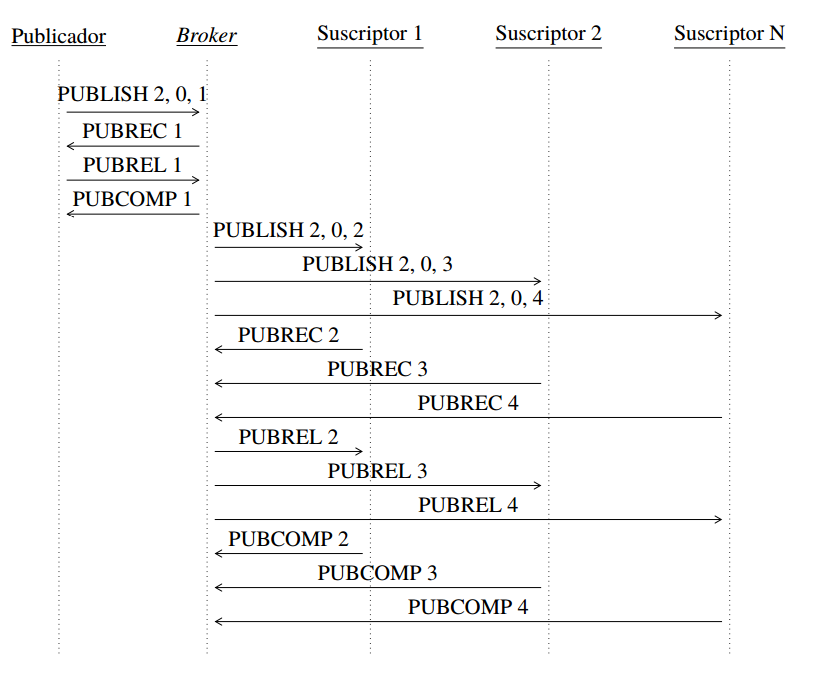 Publicador Broker Suscriptor 1 Suscriptor 2 Suscriptor N
PUBLISH 2, 0, 1
PUBREC 1
PUBREL 1
PUBCOMP 1
PUBLISH 2, 0, 2
PUBLISH 2, 0, 3
PUBLISH 2, 0, 4
PUBREC 2
PUBREC 3
PUBREC 4
PUBREL 2
PUBREL 3
PUBREL 4
PUBCOMP 2
PUBCOMP 3
PUBCOMP 4